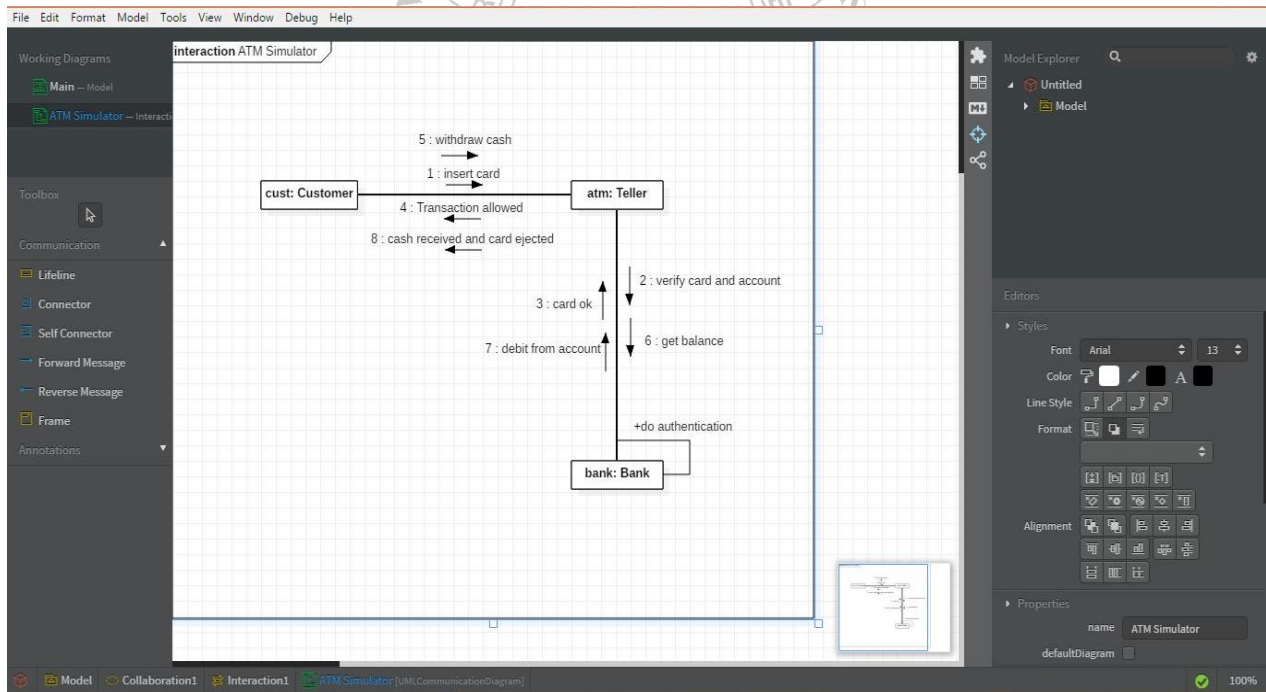 File Edit Format Model Tools View Window Debug Help
Working Diagrams
Main — Model
ATM Simulator — Interacti
Toolbox
Communication
Lifeline
Connector
Self Connector
Forward Message
Reverse Message
Frame
Annotations
interaction ATM Simulator
5 : withdraw cash
1 : insert card
cust: Customer
atm: Teller
4 : Transaction allowed
8 : cash received and card ejected
2 : verify card and account
3 : card ok
6 : get balance
7 : debit from account
+do authentication
bank: Bank
Model Explorer
Untitled
Model
Editors
Styles
Font Arial 13
Color A
Line Style
Format
Alignment
Properties
name ATM Simulator
defaultDiagram
Model Collaboration1 Interaction1 ATM Simulator [UMLCommunicationDiagram] 100%